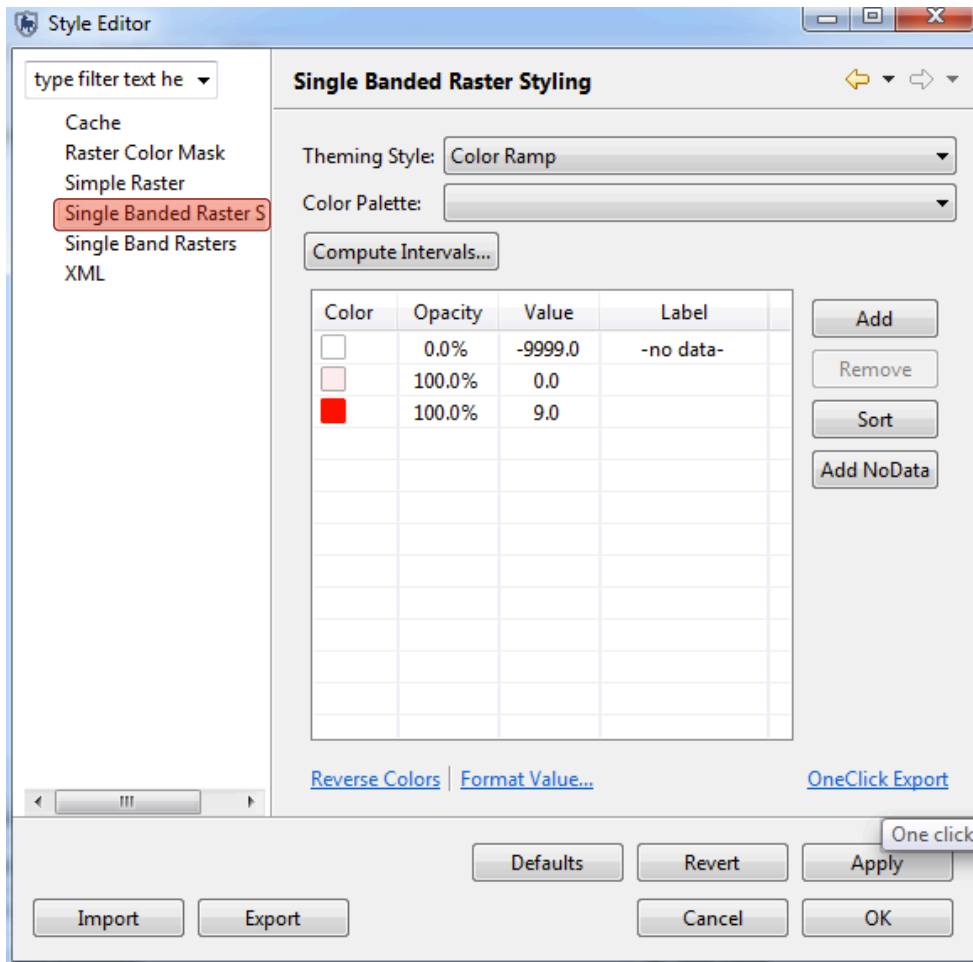 Style Editor
type filter text he
Cache
Raster Color Mask
Simple Raster
Single Banded Raster S
Single Band Rasters
XML
Single Banded Raster Styling
Theming Style: Color Ramp
Color Palette:
Compute Intervals...
Color Opacity Value Label
0.0% -9999.0 -no data-
100.0% 0.0
100.0% 9.0
Add
Remove
Sort
Add NoData
Reverse Colors Format Value... OneClick Export
One click
Defaults Revert Apply
Import Export Cancel OK